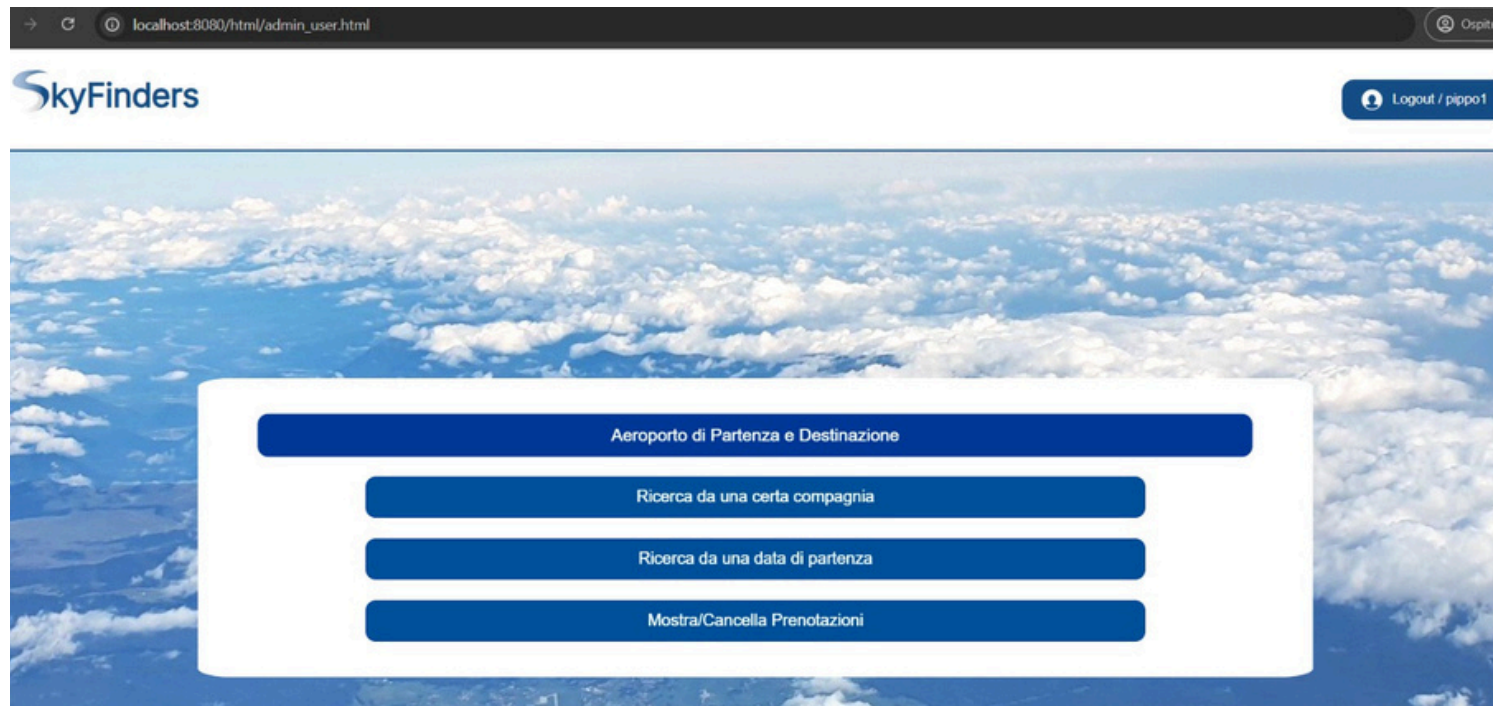 localhost:8080/html/admin_user.html
SkyFinders
Logout / pippo1
Aeroporto di Partenza e Destinazione
Ricerca da una certa compagnia
Ricerca da una data di partenza
Mostra/Cancella Prenotazioni